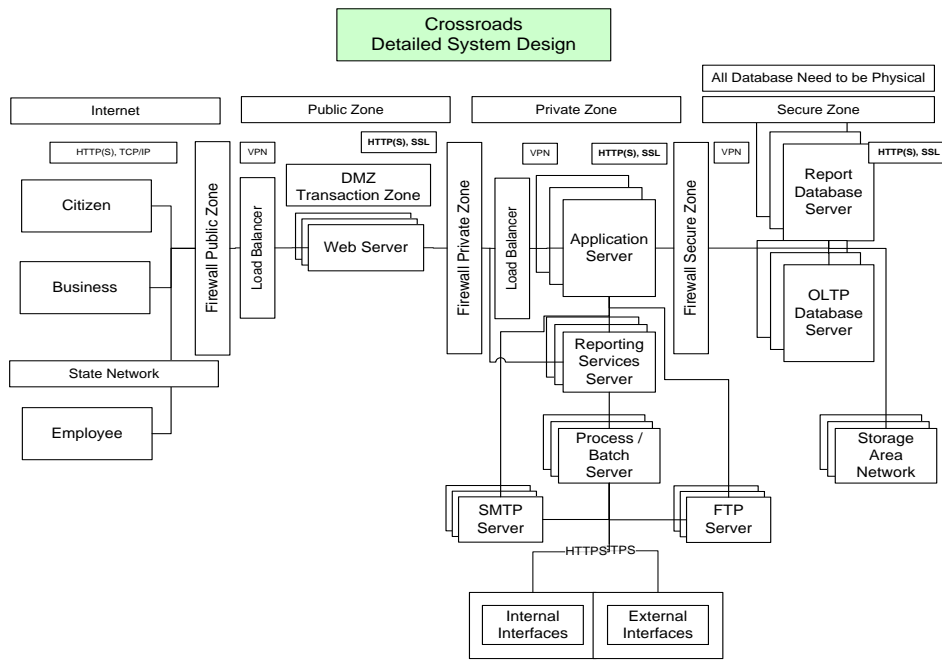 Crossroads
Detailed System Design
All Database Need to be Physical
Internet
Public Zone
Private Zone
Secure Zone
HTTP(S), TCP/IP
VPN
HTTP(S), SSL
VPN
HTTP(S), SSL
VPN
HTTP(S), SSL
Firewall Public Zone
Load Balancer
DMZ
Transaction Zone
Web Server
Firewall Private Zone
Load Balancer
Application
Server
Firewall Secure Zone
Report
Database
Server
OLTP
Database
Server
Citizen
Business
State Network
Employee
Reporting
Services
Server
Process /
Batch
Server
Storage
Area
Network
SMTP
Server
FTP
Server
HTTPS
TPS
Internal
Interfaces
External
Interfaces